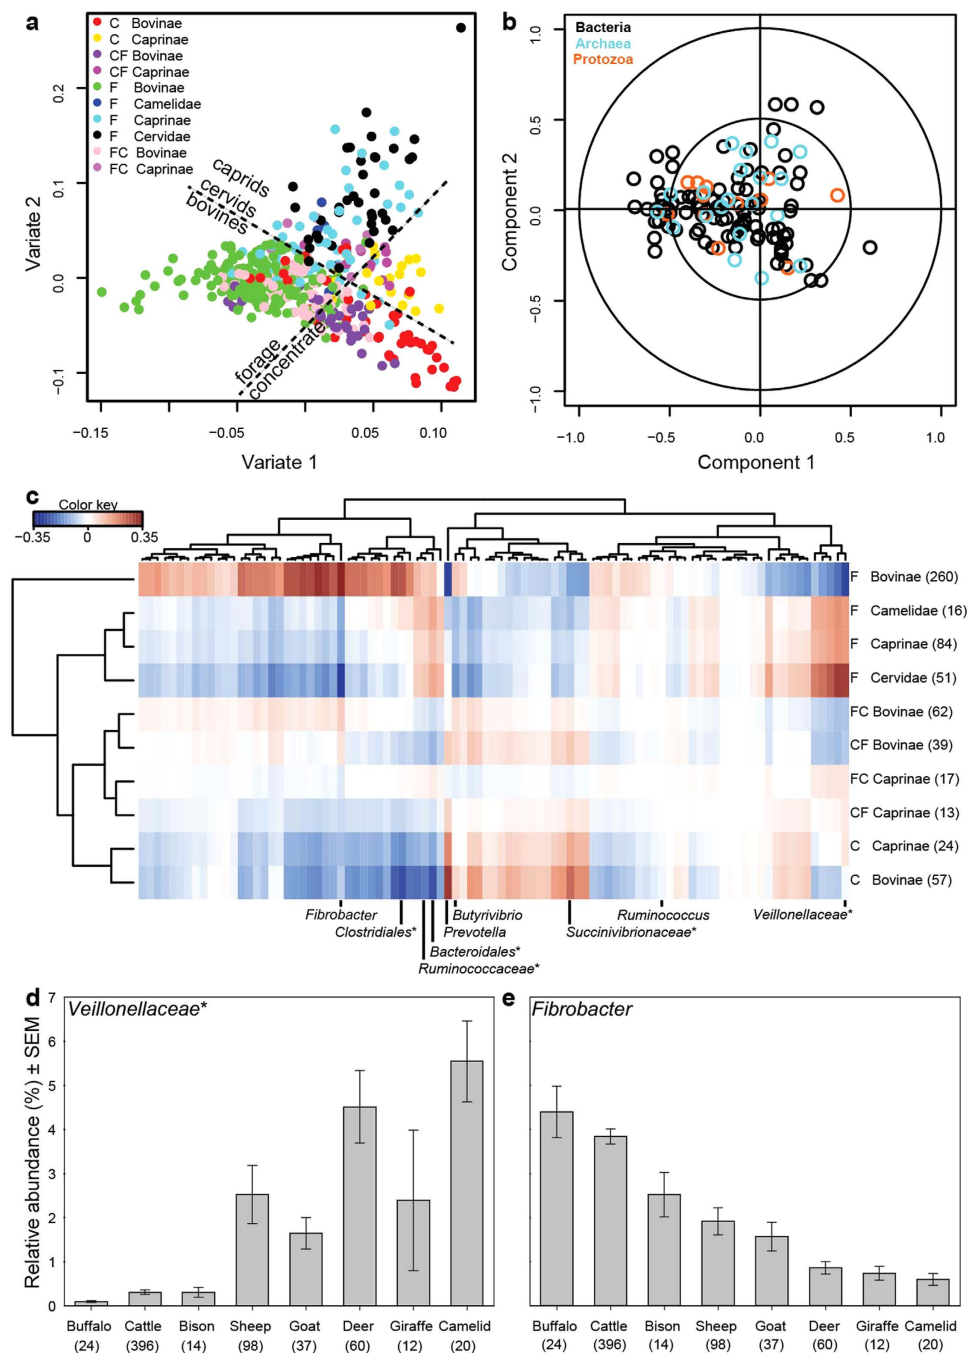 a
C Bovinae
C Caprinae
CF Bovinae
CF Caprinae
F Bovinae
F Camelidae
F Caprinae
F Cervidae
FC Bovinae
FC Caprinae
caprids
cervids
bovines
forage
concentrate
Variate 2
0.2
0.1
0.0
−0.1
−0.15
−0.05
0.05
0.10
Variate 1
b
Bacteria
Archaea
Protozoa
Component 2
1.0
0.5
0.0
−0.5
−1.0
−1.0
−0.5
0.0
0.5
1.0
Component 1
c
Color key
−0.35
0
0.35
F Bovinae (260)
F Camelidae (16)
F Caprinae (84)
F Cervidae (51)
FC Bovinae (62)
CF Bovinae (39)
FC Caprinae (17)
CF Caprinae (13)
C Caprinae (24)
C Bovinae (57)
Fibrobacter
Butyrivibrio
Ruminococcus
Veillonellaceae*
Clostridiales*
Prevotella
Succinivibrionaceae*
Bacteroidales*
Ruminococcaceae*
d
Veillonellaceae*
Relative abundance (%) ± SEM
7
6
5
4
3
2
1
0
Buffalo Cattle Bison Sheep Goat Deer Giraffe Camelid
(24) (396) (14) (98) (37) (60) (12) (20)
e
Fibrobacter
Buffalo Cattle Bison Sheep Goat Deer Giraffe Camelid
(24) (396) (14) (98) (37) (60) (12) (20)